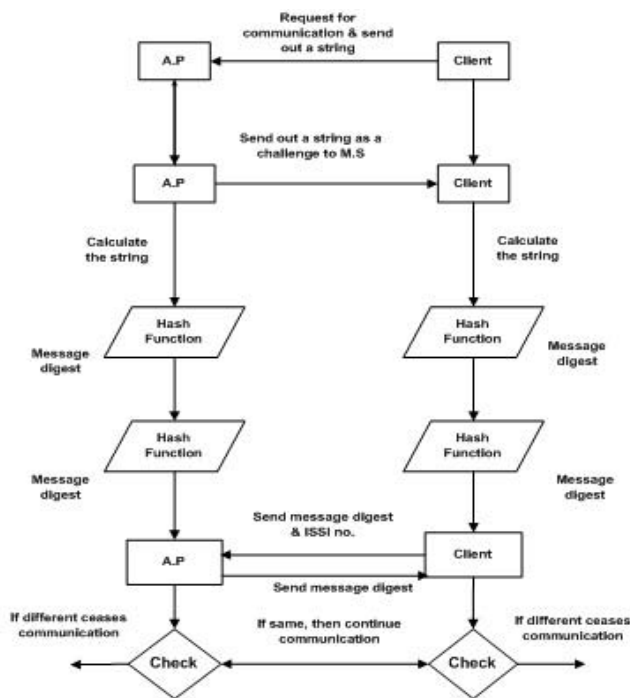 Request for
communication & send
out a string
A.P
Client
Send out a string as a
challenge to M.S
A.P
Client
Calculate
the string
Calculate
the string
Hash
Function
Hash
Function
Message
digest
Message
digest
Hash
Function
Hash
Function
Message
digest
Message
digest
Send message digest
& ISSI no.
A.P
Client
Send message digest
If different ceases
communication
If same, then continue
communication
If different ceases
communication
Check
Check